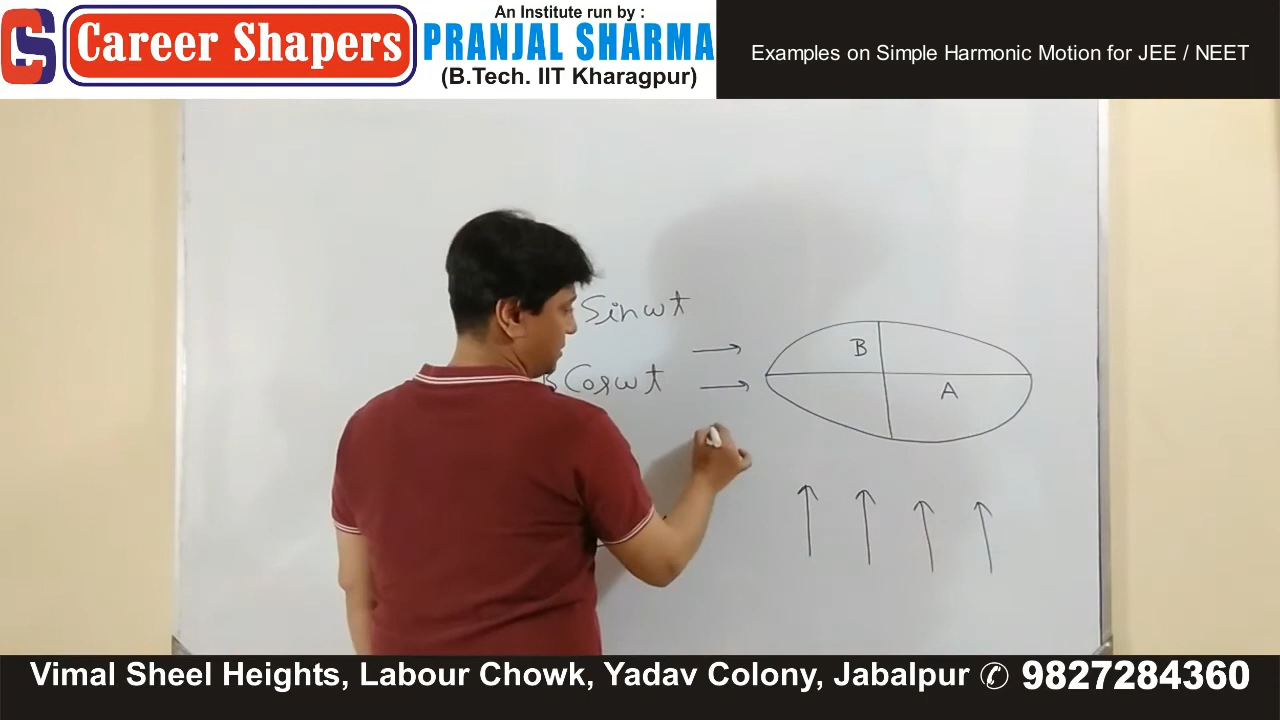 An Institute run by :
Career Shapers
PRANJAL SHARMA
(B.Tech. IIT Kharagpur)
Examples on Simple Harmonic Motion for JEE / NEET
Sinωt
B Cosωt
B
A
Vimal Sheel Heights, Labour Chowk, Yadav Colony, Jabalpur ✆ 9827284360